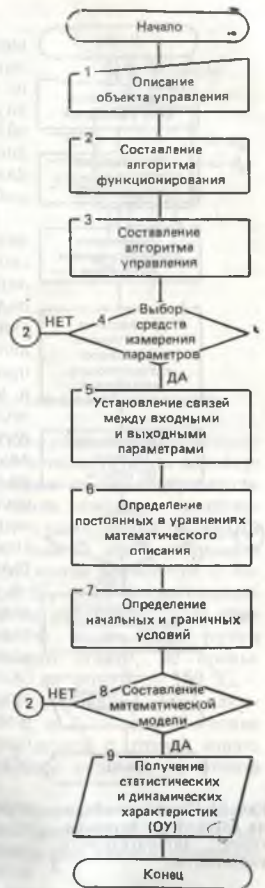 Начало
1
Описание
объекта управления
2
Составление
алгоритма
функционирования
3
Составление
алгоритма
управления
2
НЕТ
4
Выбор
средств
измерения
параметров
ДА
5
Установление связей
между входными
и выходными
параметрами
6
Определение
постоянных в уравнениях
математического
описания
7
Определение
начальных и граничных
условий
2
НЕТ
8
Составление
математической
модели
ДА
9
Получение
статистических
и динамических
характеристик
(ОУ)
Конец